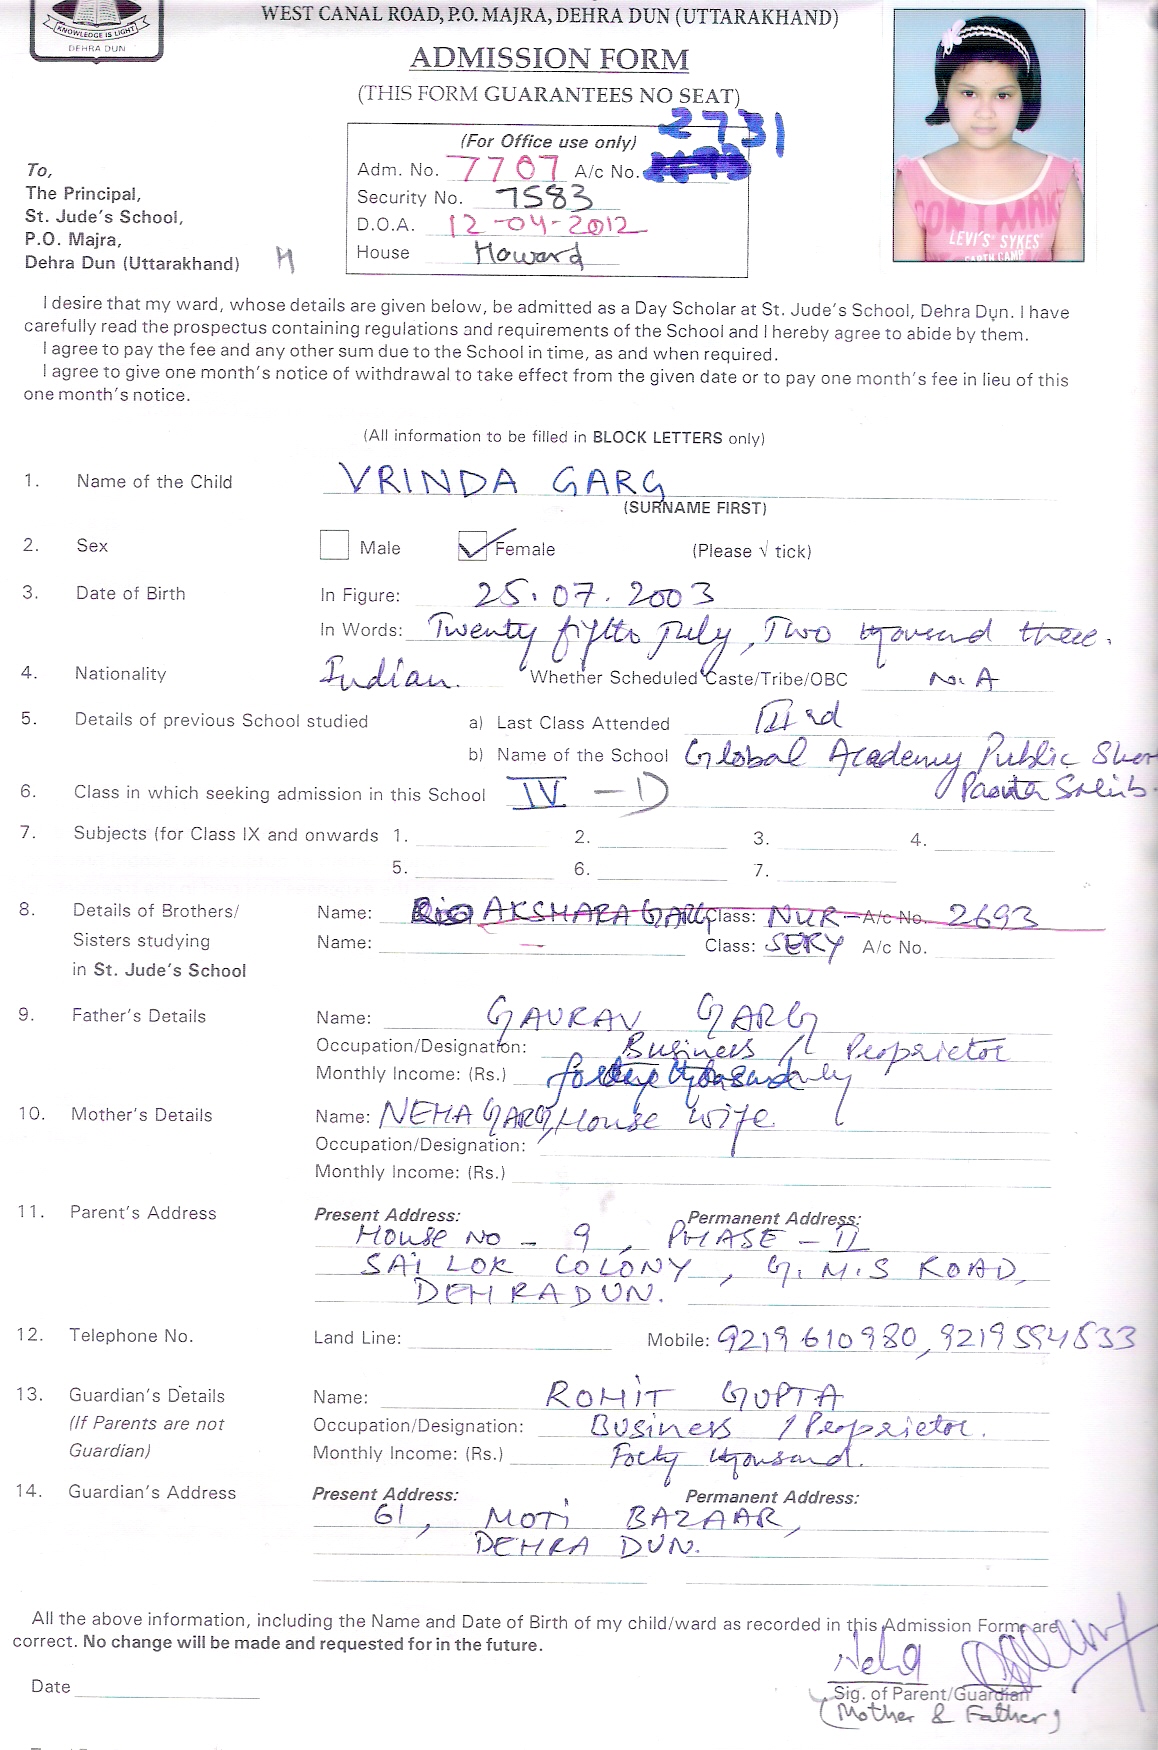 KNOWLEDGE IS LIGHT
DEHRA DUN
WEST CANAL ROAD, P.O. MAJRA, DEHRA DUN (UTTARAKHAND)
ADMISSION FORM
(THIS FORM GUARANTEES NO SEAT)
2731
(For Office use only)
Adm. No. 7707 A/c No.
Security No. 7583
D.O.A. 12-04-2012
House Howard
To,
The Principal,
St. Jude's School,
P.O. Majra,
Dehra Dun (Uttarakhand) H
DON'T MAKE
LEVI'S' SYKES'
EARTH CAMP
I desire that my ward, whose details are given below, be admitted as a Day Scholar at St. Jude's School, Dehra Dun. I have
carefully read the prospectus containing regulations and requirements of the School and I hereby agree to abide by them.
I agree to pay the fee and any other sum due to the School in time, as and when required.
I agree to give one month's notice of withdrawal to take effect from the given date or to pay one month's fee in lieu of this
one month's notice.
(All information to be filled in BLOCK LETTERS only)
1. Name of the Child VRINDA GARG
(SURNAME FIRST)
2. Sex Male Female (Please √ tick)
3. Date of Birth In Figure: 25.07.2003
In Words: Twenty fifth July, Two thousand three.
4. Nationality Indian. Whether Scheduled Caste/Tribe/OBC N.A
5. Details of previous School studied a) Last Class Attended IIIrd
b) Name of the School Global Academy Public
Paonta Sahib.
6. Class in which seeking admission in this School IV - D
7. Subjects (for Class IX and onwards 1. 2. 3. 4.
5. 6. 7.
8. Details of Brothers/ Name: AKSHARA GARG Class: NUR A/c No. 2693
Sisters studying Name: — Class: A/c No.
in St. Jude's School
9. Father's Details Name: GAURAV GARG
Occupation/Designation: Business / Proprietor
Monthly Income: (Rs.) only
10. Mother's Details Name: NEHA GARG, House wife
Occupation/Designation:
Monthly Income: (Rs.)
11. Parent's Address Present Address: Permanent Address:
HOUSE NO - 9, PHASE - II
SAI LOK COLONY, G.M.S ROAD,
DEHRADUN.
12. Telephone No. Land Line: Mobile: 9219610980, 9219594533
13. Guardian's Details Name: ROHIT GUPTA
(If Parents are not Occupation/Designation: Business / Proprietor.
Guardian) Monthly Income: (Rs.) Forty thousand.
14. Guardian's Address Present Address: Permanent Address:
61, MOTI BAZAAR,
DEHRA DUN.
All the above information, including the Name and Date of Birth of my child/ward as recorded in this Admission Form are
correct. No change will be made and requested for in the future.
Neha
Date Sig. of Parent/Guardian
(Mother & Father)